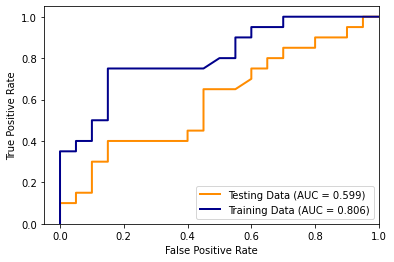 1.0
0.8
0.6
0.4
0.2
0.0
True Positive Rate
0.0 0.2 0.4 0.6 0.8 1.0
False Positive Rate
Testing Data (AUC = 0.599)
Training Data (AUC = 0.806)